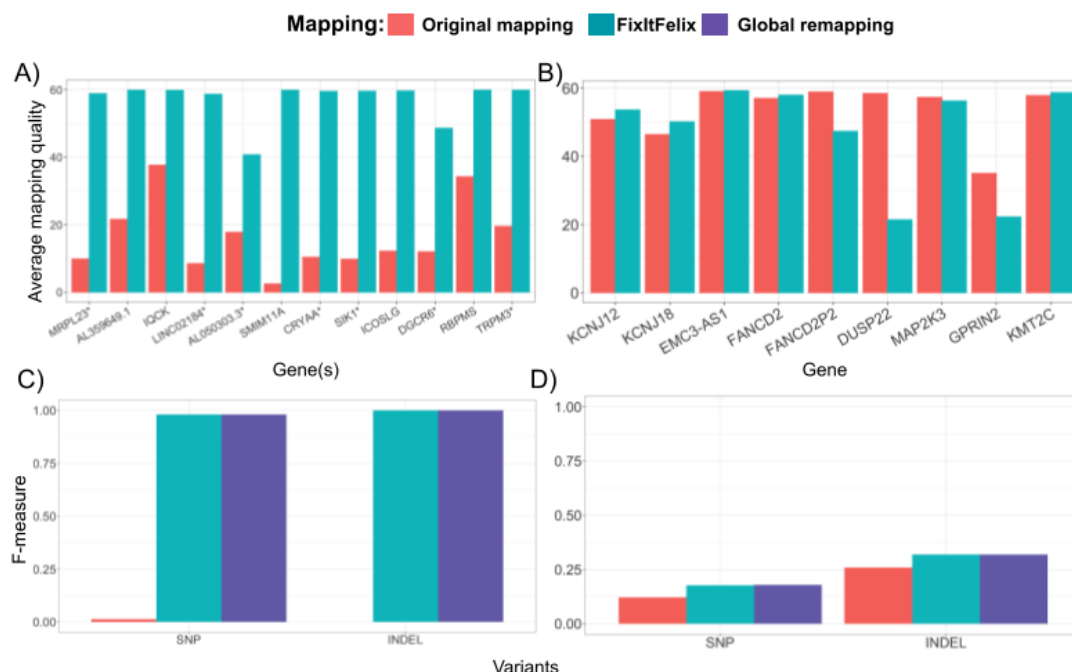 Mapping: Original mapping FixItFelix Global remapping
A)
Average mapping quality
60
40
20
0
MRPL23* AL359649.1 IQCK LINC02184* AL050303.3* SMIM11A CRYAA* SIK1* ICOSLG DGCR6* RBPMS TRPM3*
Gene(s)
B)
60
40
20
0
KCNJ12 KCNJ18 EMC3-AS1 FANCD2 FANCD2P2 DUSP22 MAP2K3 GPRIN2 KMT2C
Gene
C)
F-measure
1.00
0.75
0.50
0.25
0.00
SNP INDEL
D)
1.00
0.75
0.50
0.25
0.00
SNP INDEL
Variants